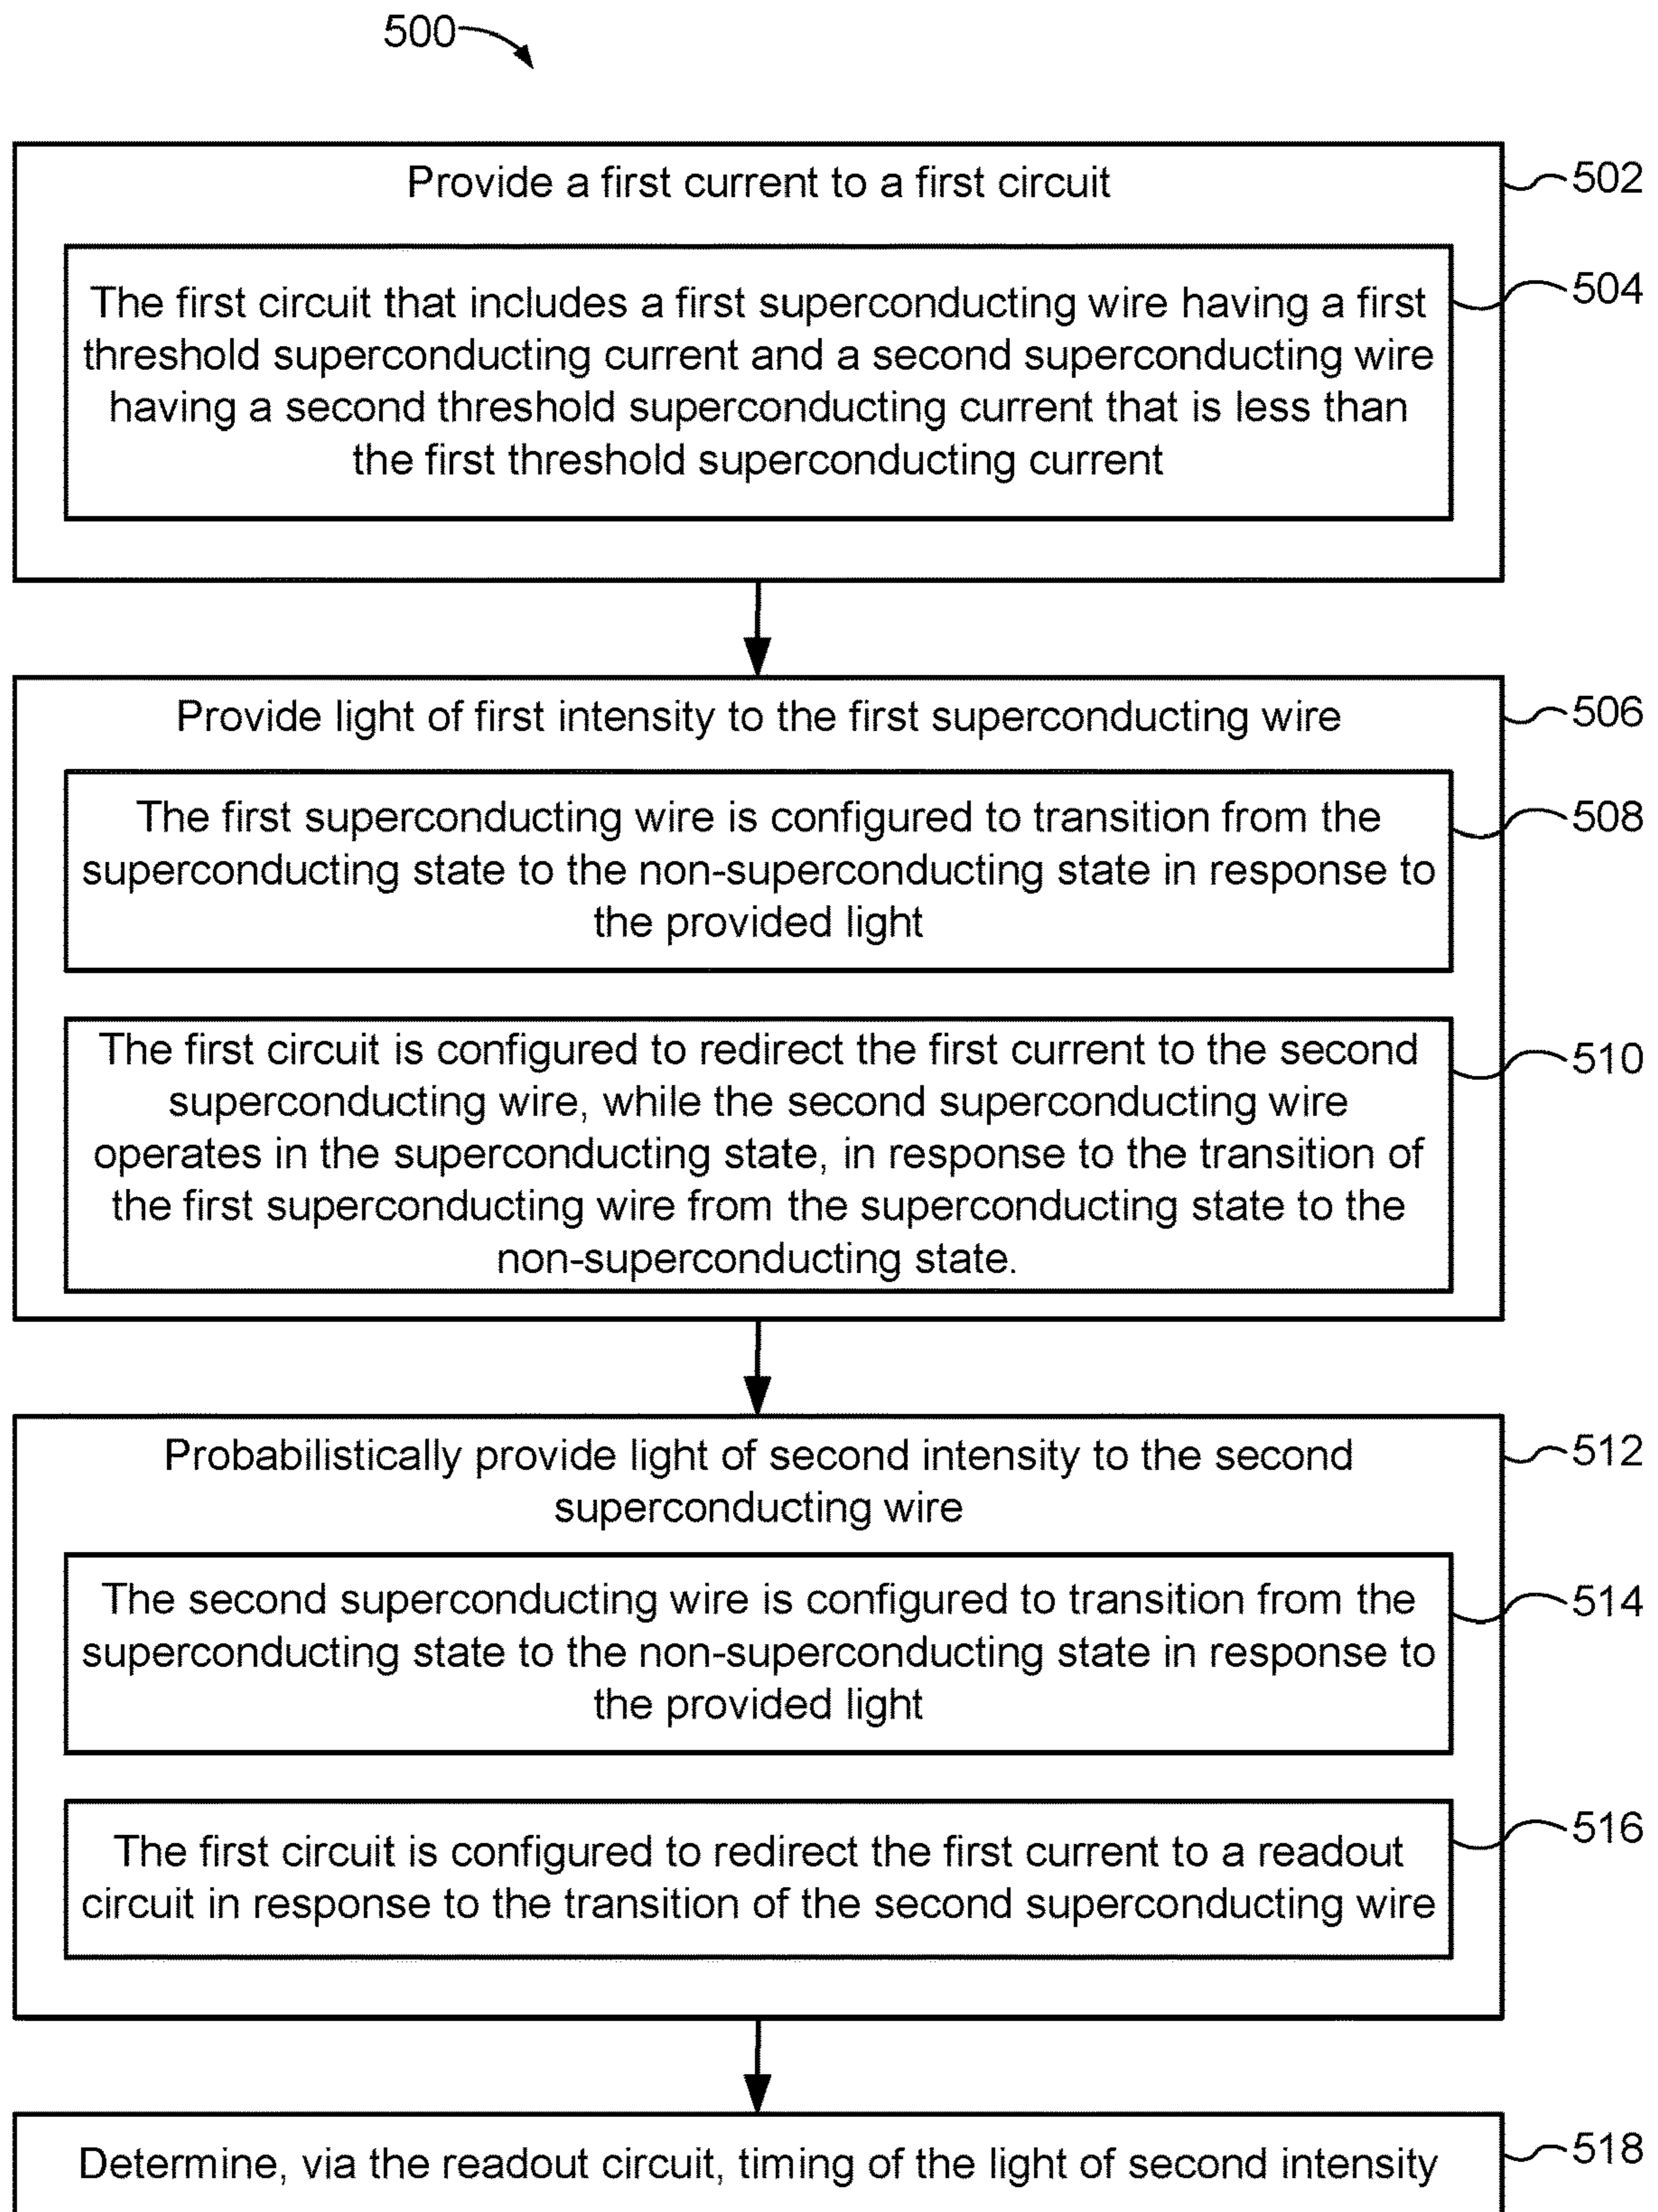 500
Provide a first current to a first circuit
502
The first circuit that includes a first superconducting wire having a first
threshold superconducting current and a second superconducting wire
having a second threshold superconducting current that is less than
the first threshold superconducting current
504
Provide light of first intensity to the first superconducting wire
506
The first superconducting wire is configured to transition from the
superconducting state to the non-superconducting state in response to
the provided light
508
The first circuit is configured to redirect the first current to the second
superconducting wire, while the second superconducting wire
operates in the superconducting state, in response to the transition of
the first superconducting wire from the superconducting state to the
non-superconducting state.
510
Probabilistically provide light of second intensity to the second
superconducting wire
512
The second superconducting wire is configured to transition from the
superconducting state to the non-superconducting state in response to
the provided light
514
The first circuit is configured to redirect the first current to a readout
circuit in response to the transition of the second superconducting wire
516
Determine, via the readout circuit, timing of the light of second intensity
518